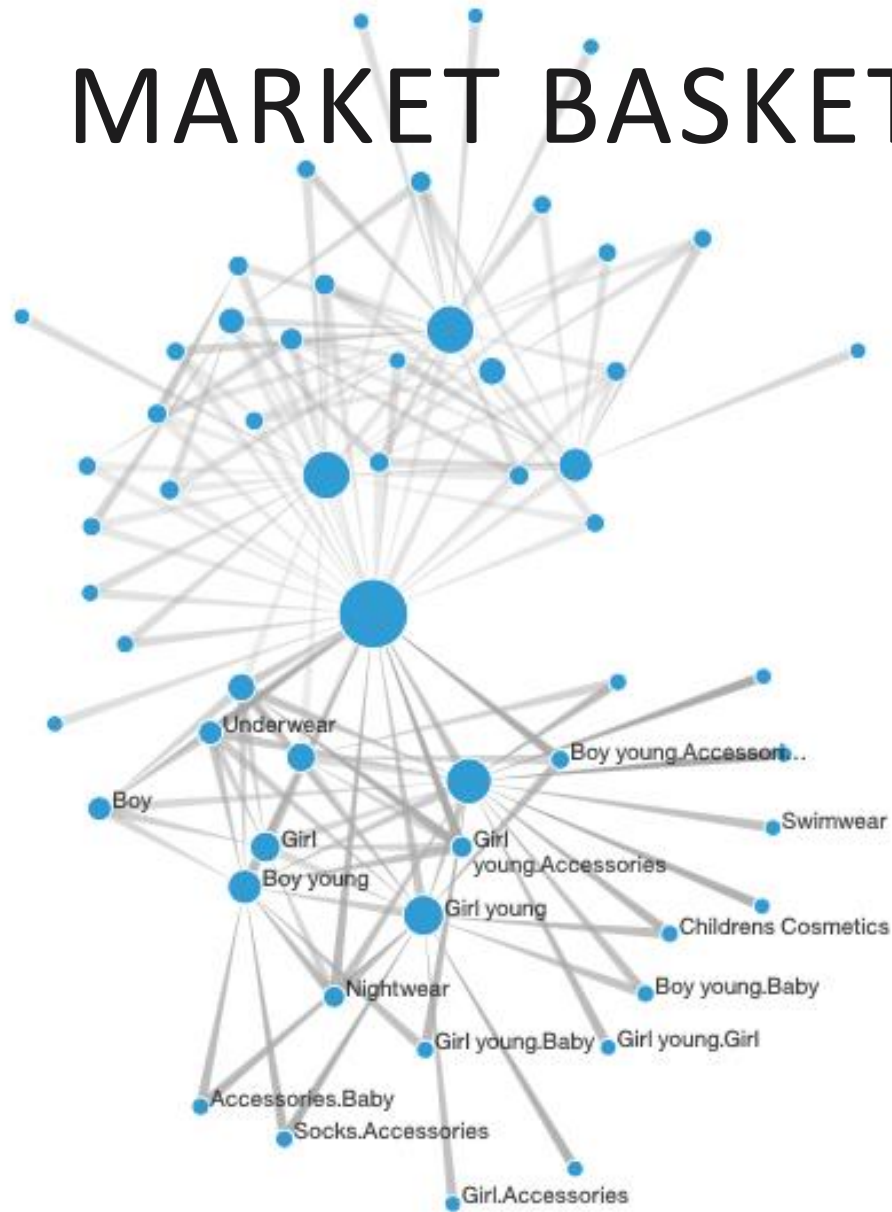 MARKET BASKET
Underwear
Boy young.Accessori...
Boy
Swimwear
Girl
Girl
young.Accessories
Boy young
Girl young
Childrens Cosmetics
Nightwear
Boy young.Baby
Girl young.Baby
Girl young.Girl
Accessories.Baby
Socks.Accessories
Girl.Accessories